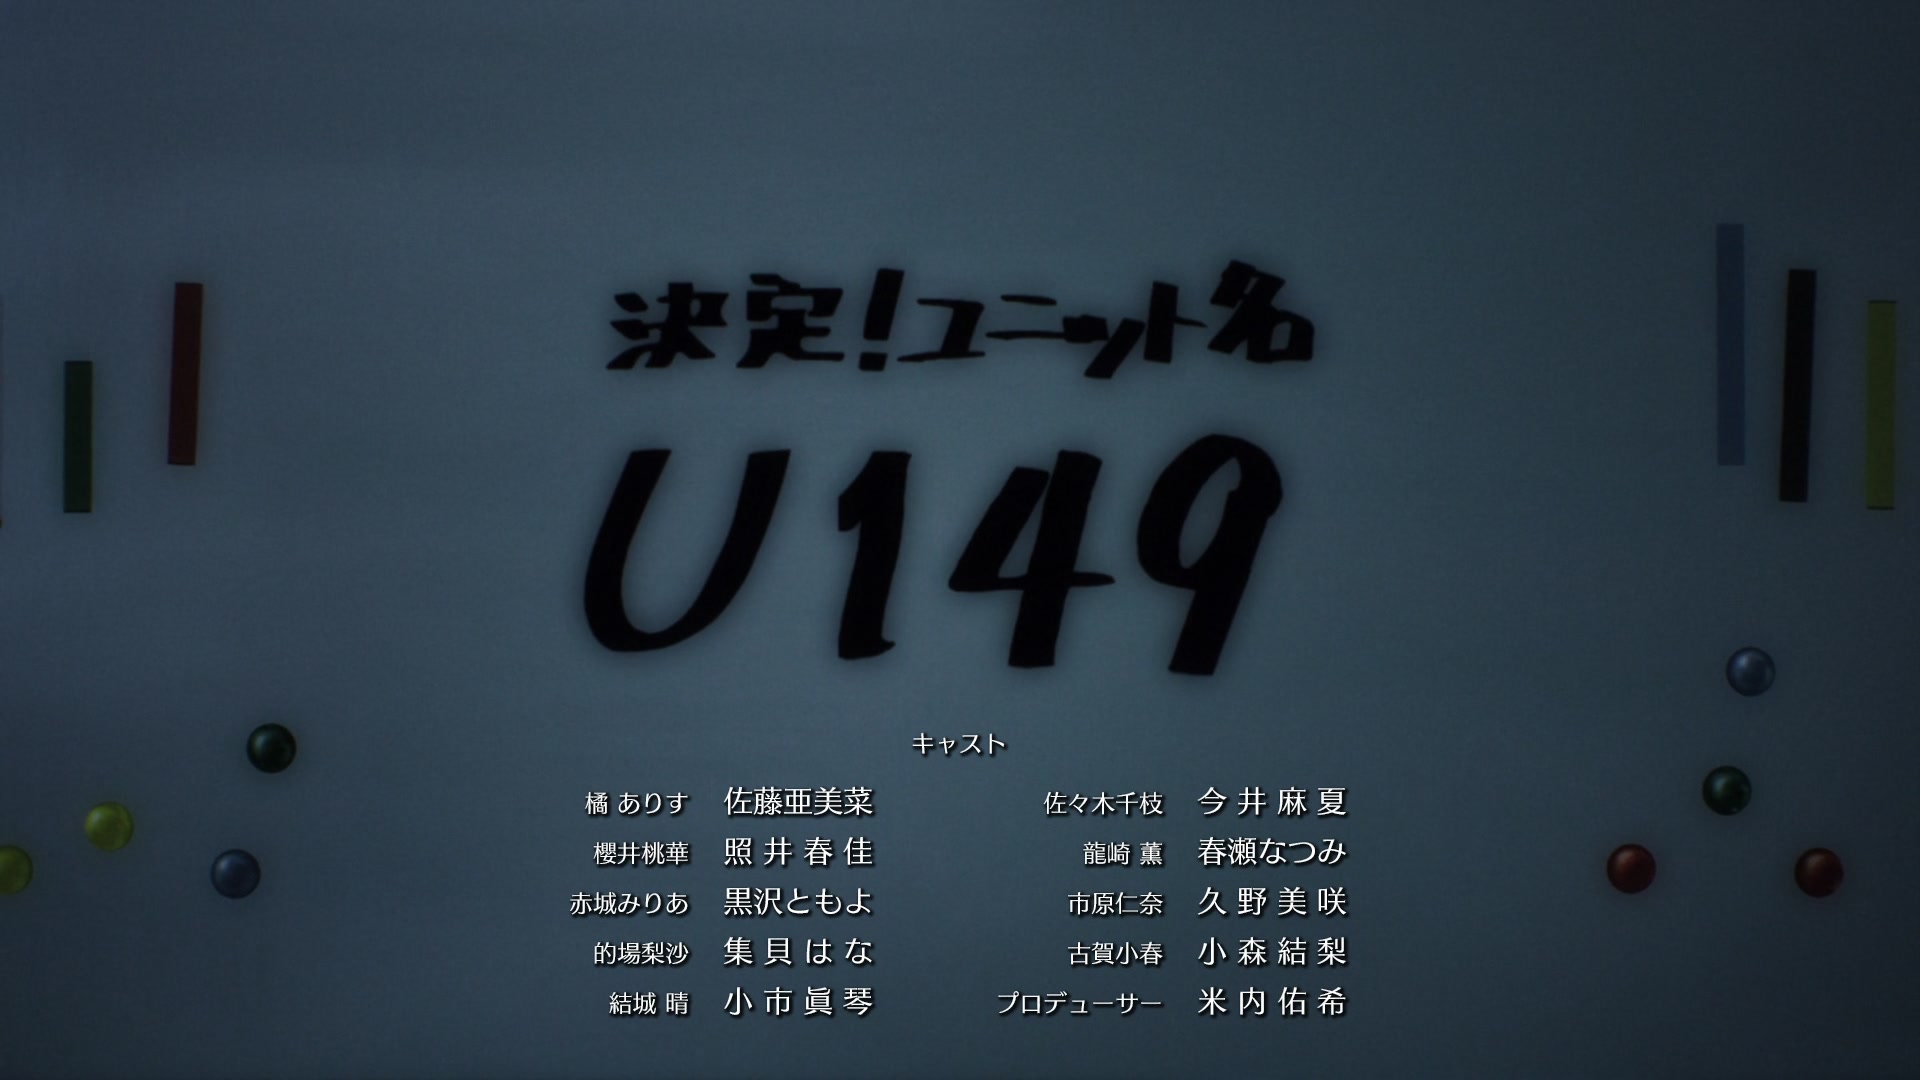 決定!ユニット名
U149
キャスト
橘 ありす 佐藤亜美菜
櫻井桃華 照井春佳
赤城みりあ 黒沢ともよ
的場梨沙 集貝はな
結城 晴 小市眞琴
佐々木千枝 今井麻夏
龍崎 薫 春瀬なつみ
市原仁奈 久野美咲
古賀小春 小森結梨
プロデューサー 米内佑希